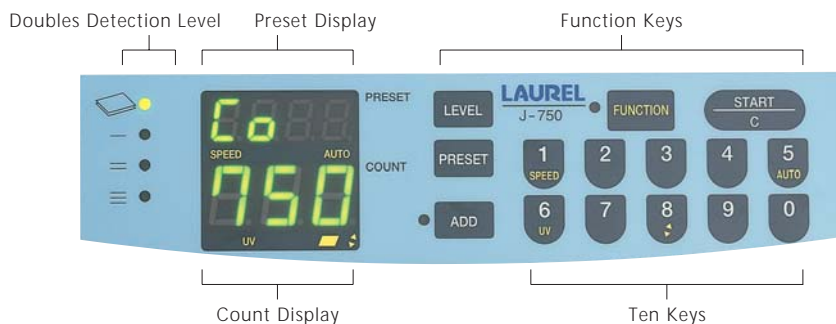 Doubles Detection Level Preset Display Function Keys
Co
PRESET
SPEED AUTO
COUNT
750
UV
LEVEL
PRESET
ADD
LAUREL
J-750
FUNCTION
START
C
1 2 3 4 5
SPEED AUTO
6 7 8 9 0
UV
Count Display Ten Keys